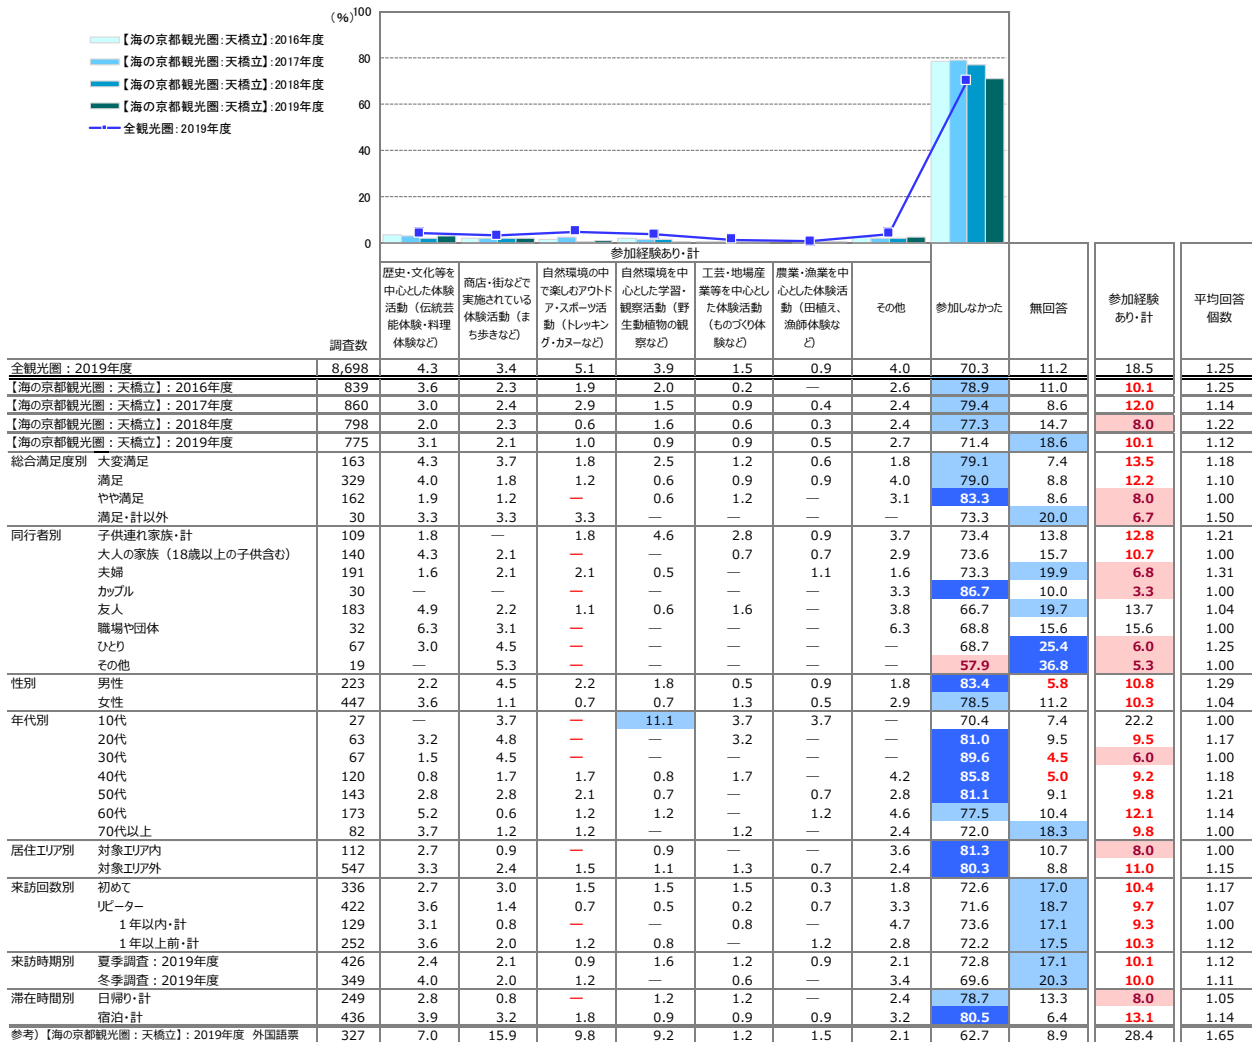 (%)
100
80
60
40
20
0
【海の京都観光圏:天橋立】:2016年度
【海の京都観光圏:天橋立】:2017年度
【海の京都観光圏:天橋立】:2018年度
【海の京都観光圏:天橋立】:2019年度
全観光圏:2019年度
参加経験あり・計
調査数
歴史・文化等を
中心とした体験
活動(伝統芸
能体験・料理
体験など)
商店・街などで
実施されている
体験活動(ま
ち歩きなど)
自然環境の中
で楽しむアウトド
ア・スポーツ活
動(トレッキン
グ・カヌーなど)
自然環境を中
心とした学習・
観察活動(野
生動植物の観
察など)
工芸・地場産
業等を中心とし
た体験活動
(ものづくり体
験など)
農業・漁業を中
心とした体験活
動(田植え、
漁師体験な
ど)
その他
参加しなかった
無回答
参加経験
あり・計
平均回答
個数
全観光圏:2019年度 8,698 4.3 3.4 5.1 3.9 1.5 0.9 4.0 70.3 11.2 18.5 1.25
【海の京都観光圏:天橋立】:2016年度 839 3.6 2.3 1.9 2.0 0.2 — 2.6 78.9 11.0 10.1 1.25
【海の京都観光圏:天橋立】:2017年度 860 3.0 2.4 2.9 1.5 0.9 0.4 2.4 79.4 8.6 12.0 1.14
【海の京都観光圏:天橋立】:2018年度 798 2.0 2.3 0.6 1.6 0.6 0.3 2.4 77.3 14.7 8.0 1.22
【海の京都観光圏:天橋立】:2019年度 775 3.1 2.1 1.0 0.9 0.9 0.5 2.7 71.4 18.6 10.1 1.12
総合満足度別 大変満足 163 4.3 3.7 1.8 2.5 1.2 0.6 1.8 79.1 7.4 13.5 1.18
満足 329 4.0 1.8 1.2 0.6 0.9 0.9 4.0 79.0 8.8 12.2 1.10
やや満足 162 1.9 1.2 — 0.6 1.2 — 3.1 83.3 8.6 8.0 1.00
満足・計以外 30 3.3 3.3 3.3 — — — — 73.3 20.0 6.7 1.50
同行者別 子供連れ家族・計 109 1.8 — 1.8 4.6 2.8 0.9 3.7 73.4 13.8 12.8 1.21
大人の家族(18歳以上の子供含む) 140 4.3 2.1 — — 0.7 0.7 2.9 73.6 15.7 10.7 1.00
夫婦 191 1.6 2.1 2.1 0.5 — 1.1 1.6 73.3 19.9 6.8 1.31
カップル 30 — — — — — — 3.3 86.7 10.0 3.3 1.00
友人 183 4.9 2.2 1.1 0.6 1.6 — 3.8 66.7 19.7 13.7 1.04
職場や団体 32 6.3 3.1 — — — — 6.3 68.8 15.6 15.6 1.00
ひとり 67 3.0 4.5 — — — — — 68.7 25.4 6.0 1.25
その他 19 — 5.3 — — — — — 57.9 36.8 5.3 1.00
性別 男性 223 2.2 4.5 2.2 1.8 0.5 0.9 1.8 83.4 5.8 10.8 1.29
女性 447 3.6 1.1 0.7 0.7 1.3 0.5 2.9 78.5 11.2 10.3 1.04
年代別 10代 27 — 3.7 — 11.1 3.7 3.7 — 70.4 7.4 22.2 1.00
20代 63 3.2 4.8 — — 3.2 — — 81.0 9.5 9.5 1.17
30代 67 1.5 4.5 — — — — — 89.6 4.5 6.0 1.00
40代 120 0.8 1.7 1.7 0.8 1.7 — 4.2 85.8 5.0 9.2 1.18
50代 143 2.8 2.8 2.1 0.7 — 0.7 2.8 81.1 9.1 9.8 1.21
60代 173 5.2 0.6 1.2 1.2 — 1.2 4.6 77.5 10.4 12.1 1.14
70代以上 82 3.7 1.2 1.2 — 1.2 — 2.4 72.0 18.3 9.8 1.00
居住エリア別 対象エリア内 112 2.7 0.9 — 0.9 — — 3.6 81.3 10.7 8.0 1.00
対象エリア外 547 3.3 2.4 1.5 1.1 1.3 0.7 2.4 80.3 8.8 11.0 1.15
来訪回数別 初めて 336 2.7 3.0 1.5 1.5 1.5 0.3 1.8 72.6 17.0 10.4 1.17
リピーター 422 3.6 1.4 0.7 0.5 0.2 0.7 3.3 71.6 18.7 9.7 1.07
1年以内・計 129 3.1 0.8 — — 0.8 — 4.7 73.6 17.1 9.3 1.00
1年以上前・計 252 3.6 2.0 1.2 0.8 — 1.2 2.8 72.2 17.5 10.3 1.12
来訪時期別 夏季調査:2019年度 426 2.4 2.1 0.9 1.6 1.2 0.9 2.1 72.8 17.1 10.1 1.12
冬季調査:2019年度 349 4.0 2.0 1.2 — 0.6 — 3.4 69.6 20.3 10.0 1.11
滞在時間別 日帰り・計 249 2.8 0.8 — 1.2 1.2 — 2.4 78.7 13.3 8.0 1.05
宿泊・計 436 3.9 3.2 1.8 0.9 0.9 0.9 3.2 80.5 6.4 13.1 1.14
参考)【海の京都観光圏:天橋立】:2019年度 外国語票 327 7.0 15.9 9.8 9.2 1.2 1.5 2.1 62.7 8.9 28.4 1.65